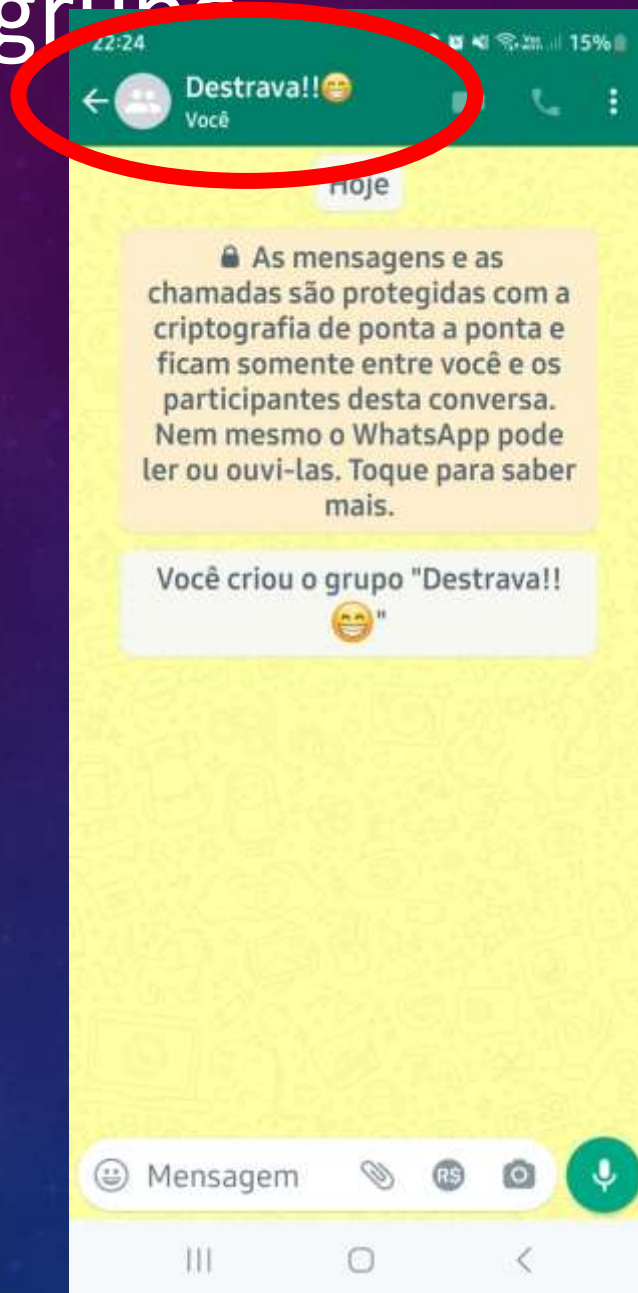 grupo
22:24
15%
Destrava!!😁
Você
Hoje
🔒 As mensagens e as
chamadas são protegidas com a
criptografia de ponta a ponta e
ficam somente entre você e os
participantes desta conversa.
Nem mesmo o WhatsApp pode
ler ou ouvi-las. Toque para saber
mais.
Você criou o grupo "Destrava!!
😁"
Mensagem
R$